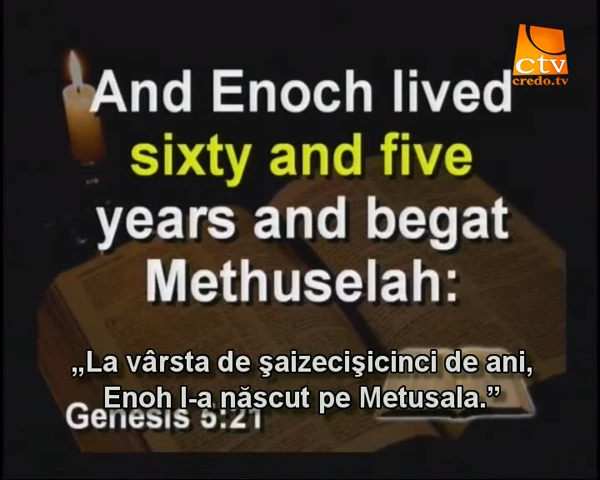 ctv
credo.tv
And Enoch lived
sixty and five
years and begat
Methuselah:
„La vârsta de şaizecişicinci de ani,
Enoh l-a născut pe Metusala.”
Genesis 5:21